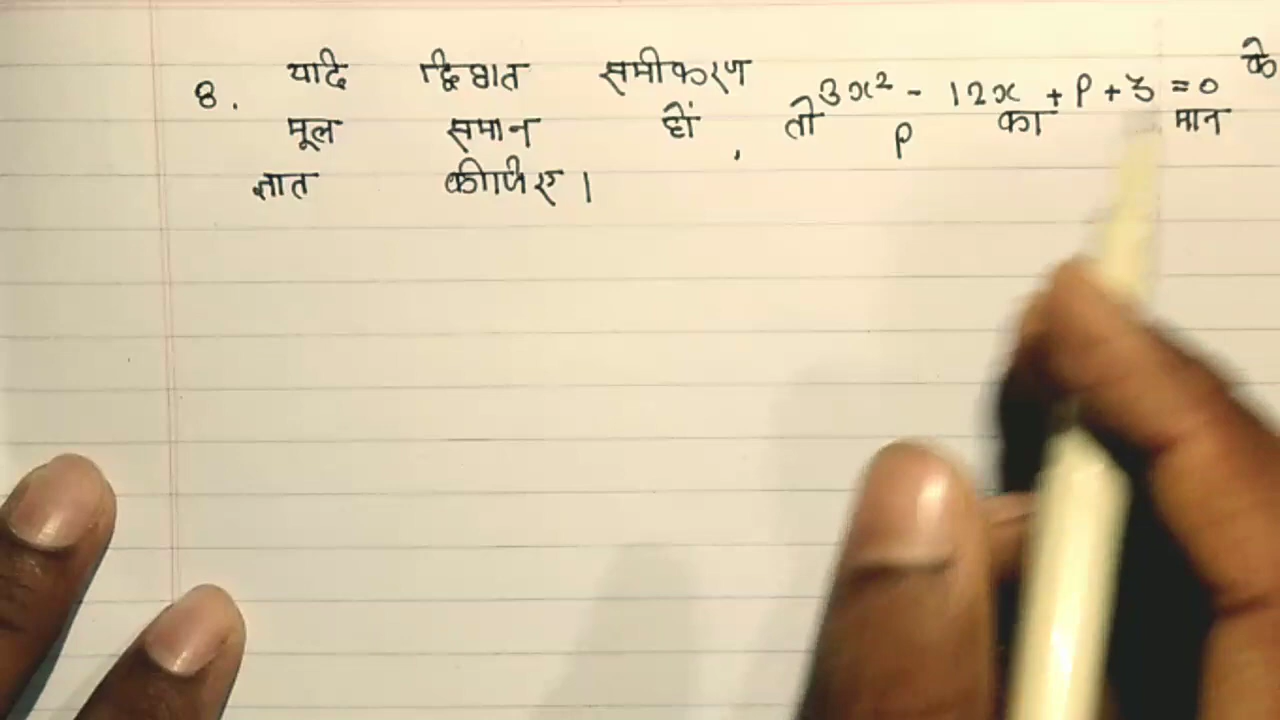 8. यदि द्विघात समीकरण 3x² - 12x + P + 3 = 0 के
मूल समान हों, तो P का मान
ज्ञात कीजिए।